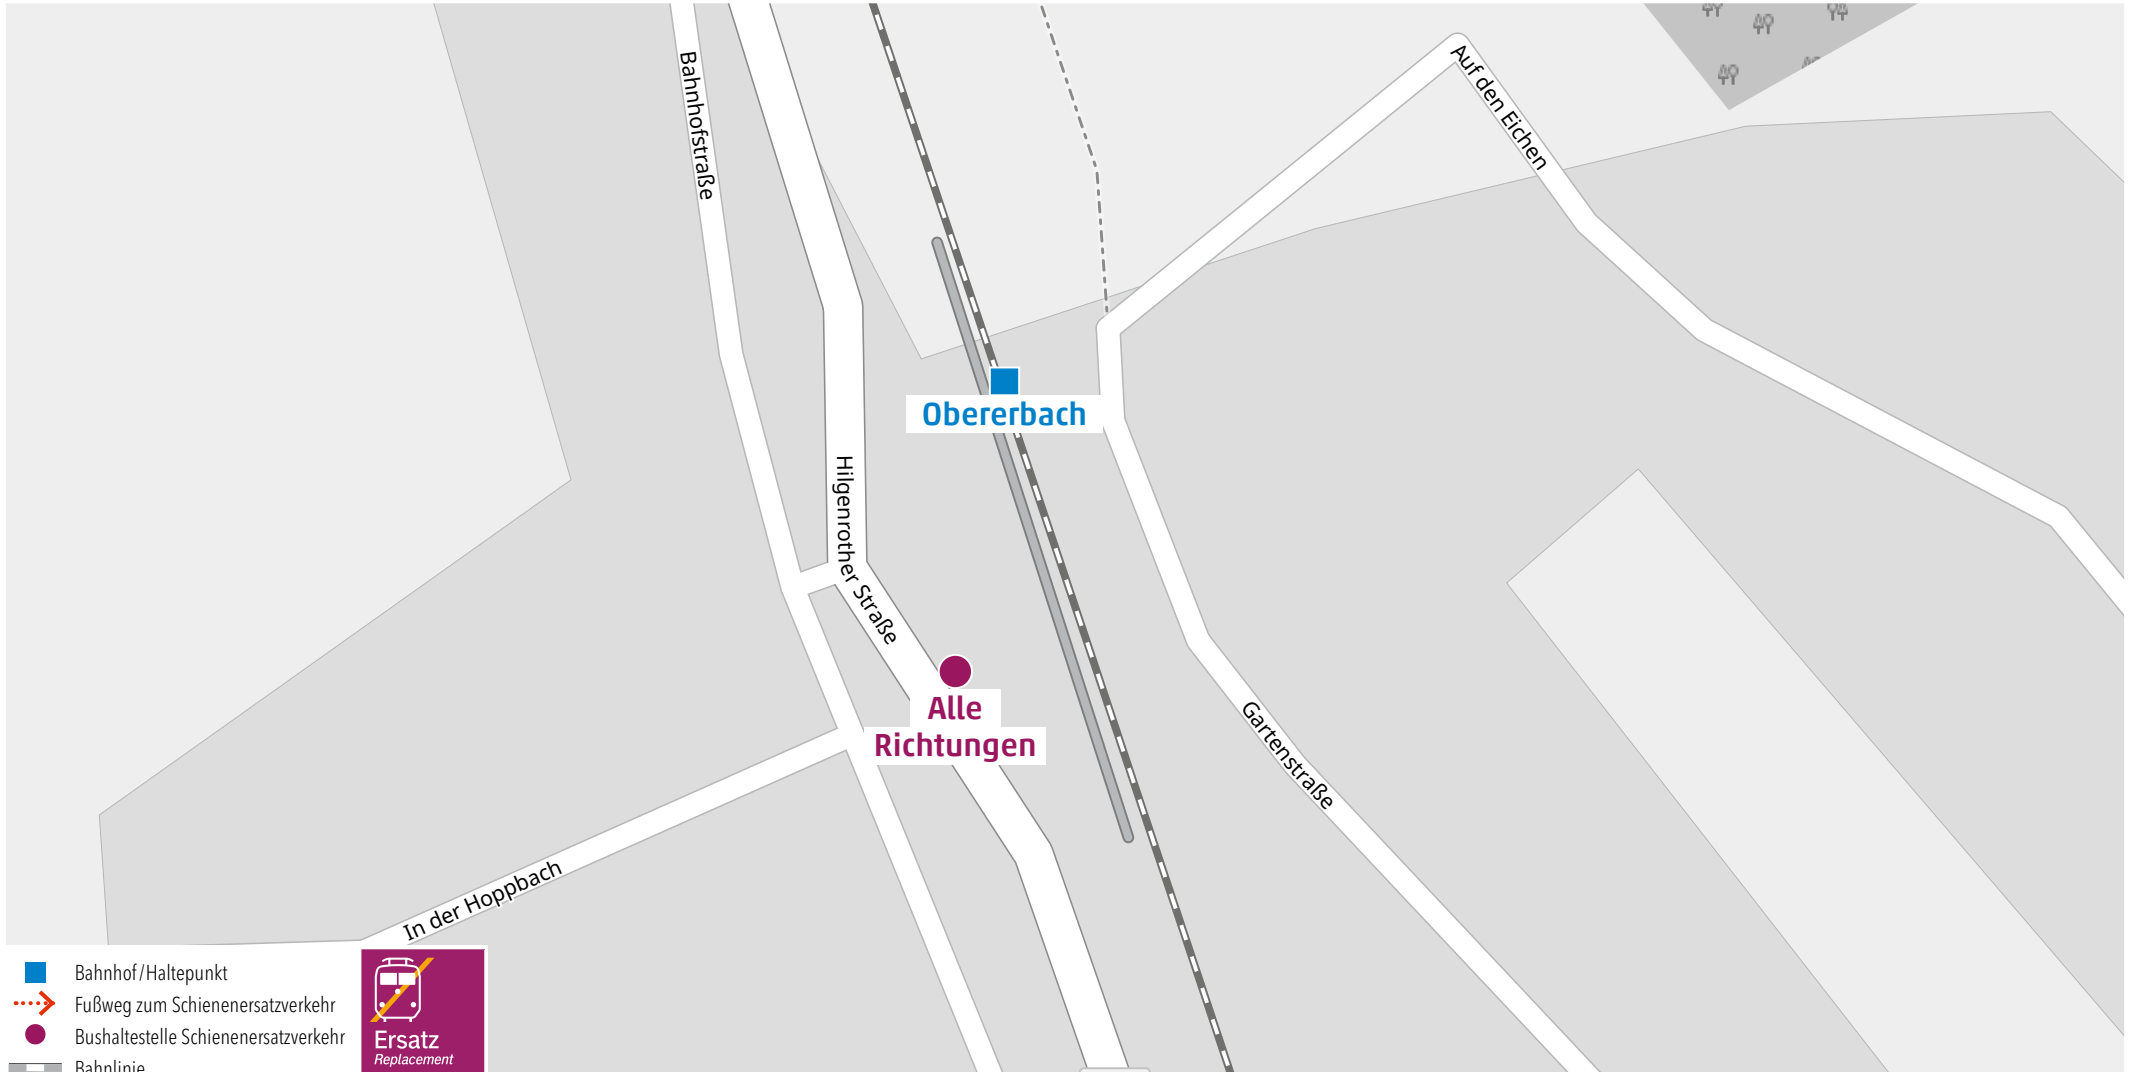 Bahnhofstraße
Auf den Eichen
Obererbach
Hilgenrother Straße
Alle
Richtungen
Gartenstraße
In der Hoppbach
Bahnhof/Haltepunkt
Fußweg zum Schienenersatzverkehr
Bushaltestelle Schienenersatzverkehr
Bahnlinie
Ersatz
Replacement